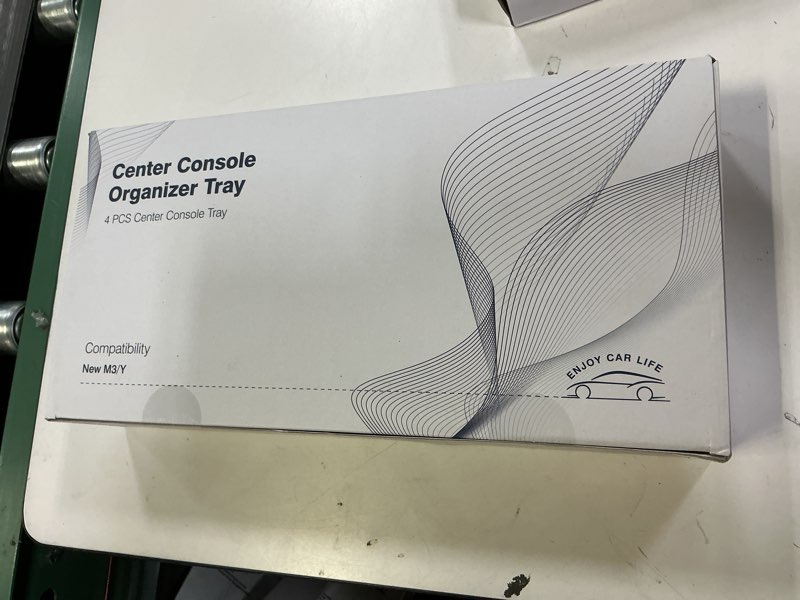 Center Console
Organizer Tray
4 PCS Center Console Tray
Compatibility
New M3/Y
ENJOY CAR LIFE